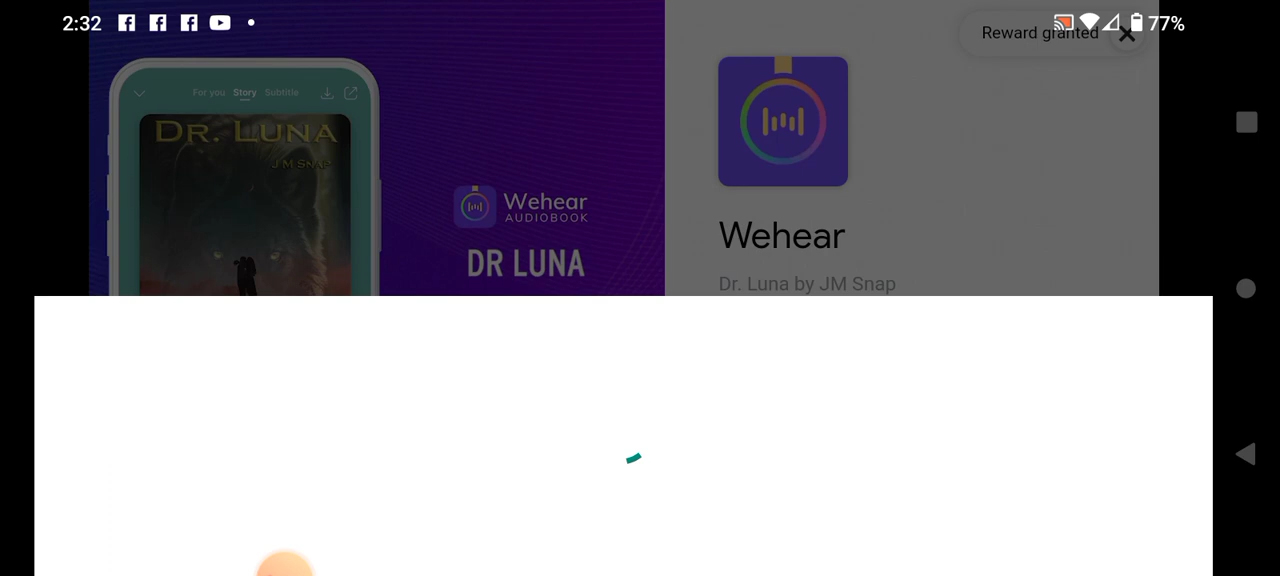 2:32
77%
Reward granted
For you Story Subtitle
DR. LUNA
JM SNAP
Wehear
AUDIOBOOK
DR LUNA
Wehear
Dr. Luna by JM Snap